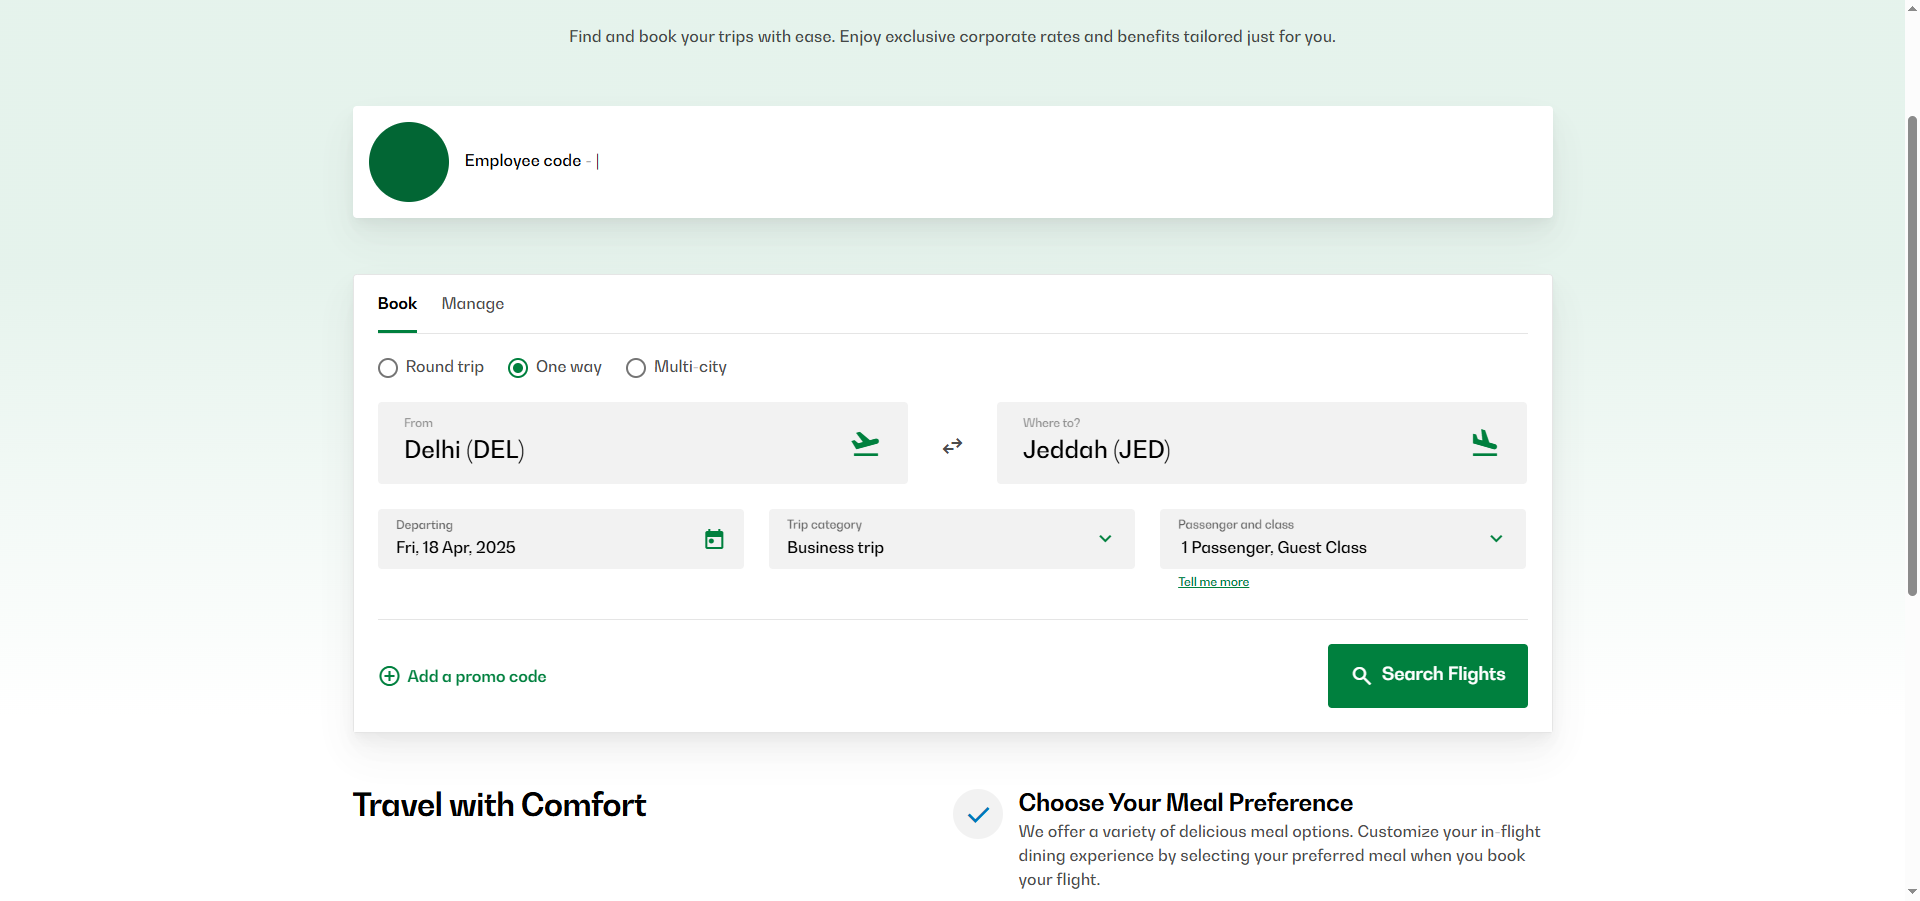 Find and book your trips with ease. Enjoy exclusive corporate rates and benefits tailored just for you.
Employee code - |
Book Manage
Round trip One way Multi-city
From
Delhi (DEL)
Where to?
Jeddah (JED)
Departing
Fri, 18 Apr, 2025
Trip category
Business trip
Passenger and class
1 Passenger, Guest Class
Tell me more
Add a promo code
Search Flights
Travel with Comfort
Choose Your Meal Preference
We offer a variety of delicious meal options. Customize your in-flight
dining experience by selecting your preferred meal when you book
your flight.